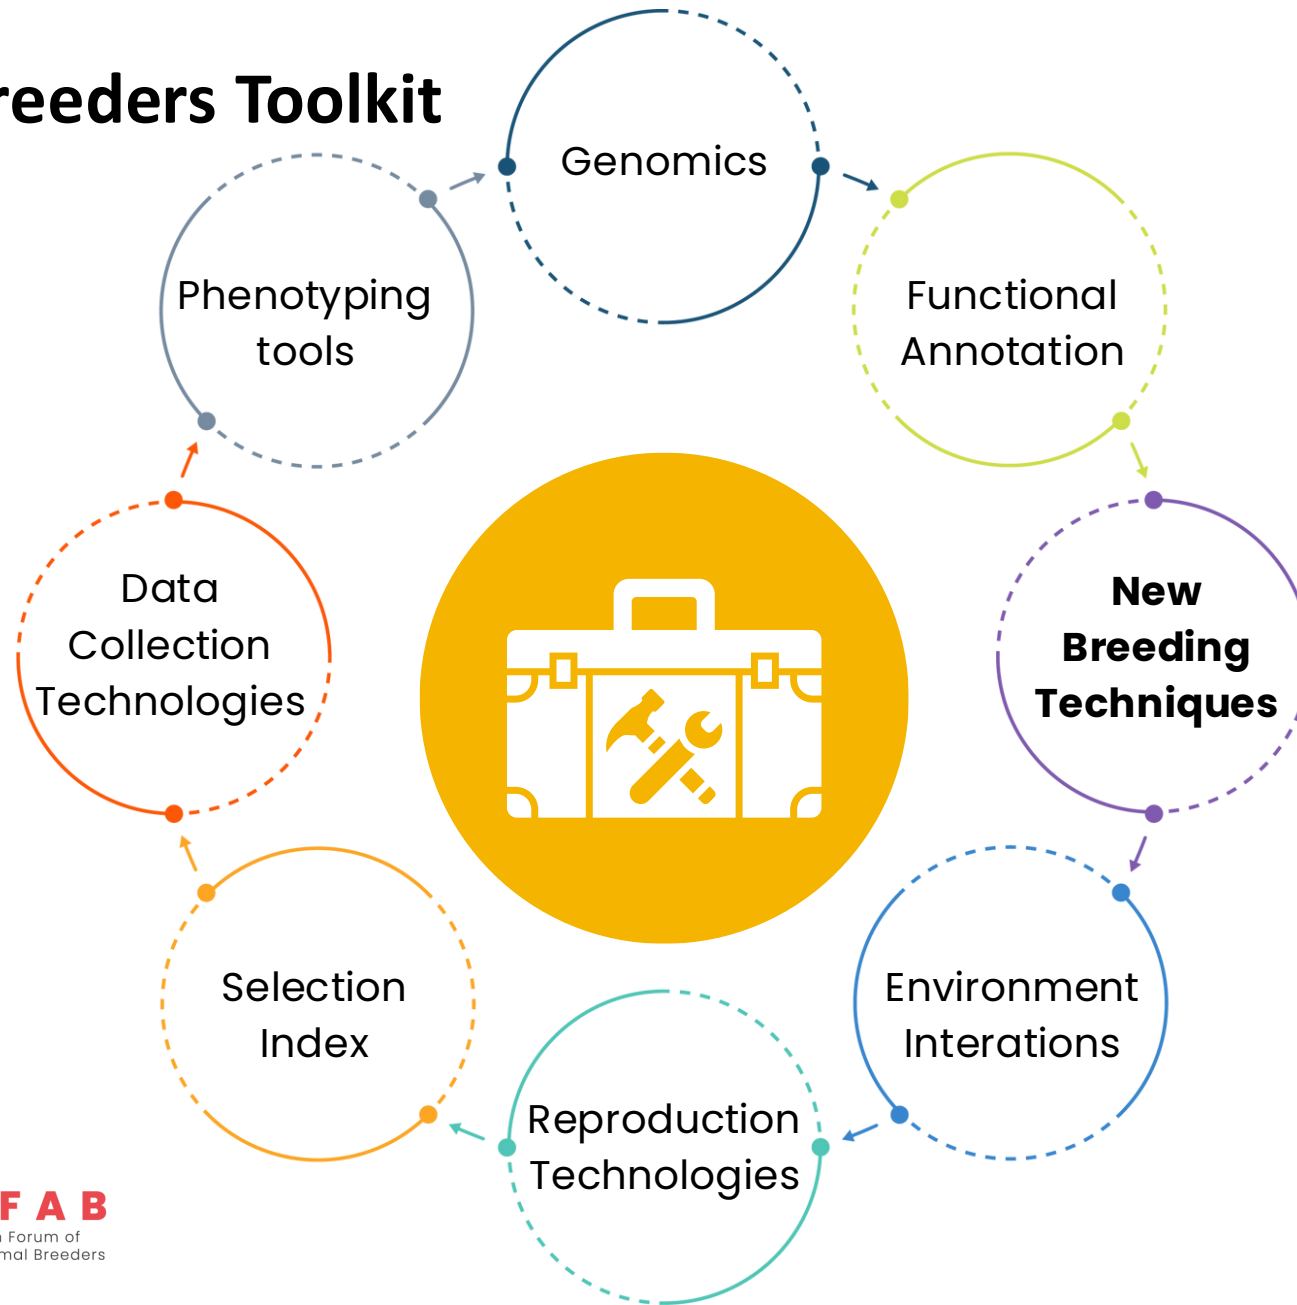 reeders Toolkit
Genomics
Functional
Annotation
New
Breeding
Techniques
Environment
Interations
Reproduction
Technologies
Selection
Index
Data
Collection
Technologies
Phenotyping
tools
FAB
n Forum of
mal Breeders